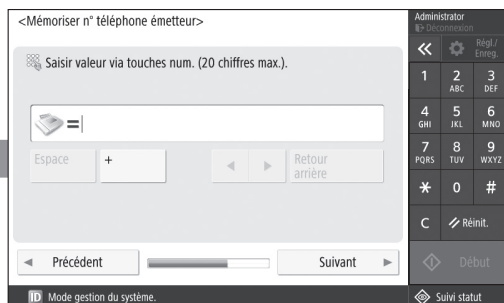 <Mémoriser n° téléphone émetteur>
Saisir valeur via touches num. (20 chiffres max.).
=
Espace
+
Retour
arrière
Précédent
Suivant
ID Mode gestion du système.
Administrator
Déconnexion
Régl./
Enreg.
1
2
ABC
3
DEF
4
GHI
5
JKL
6
MNO
7
PQRS
8
TUV
9
WXYZ
*
0
#
C
Réinit.
Début
Suivi statut